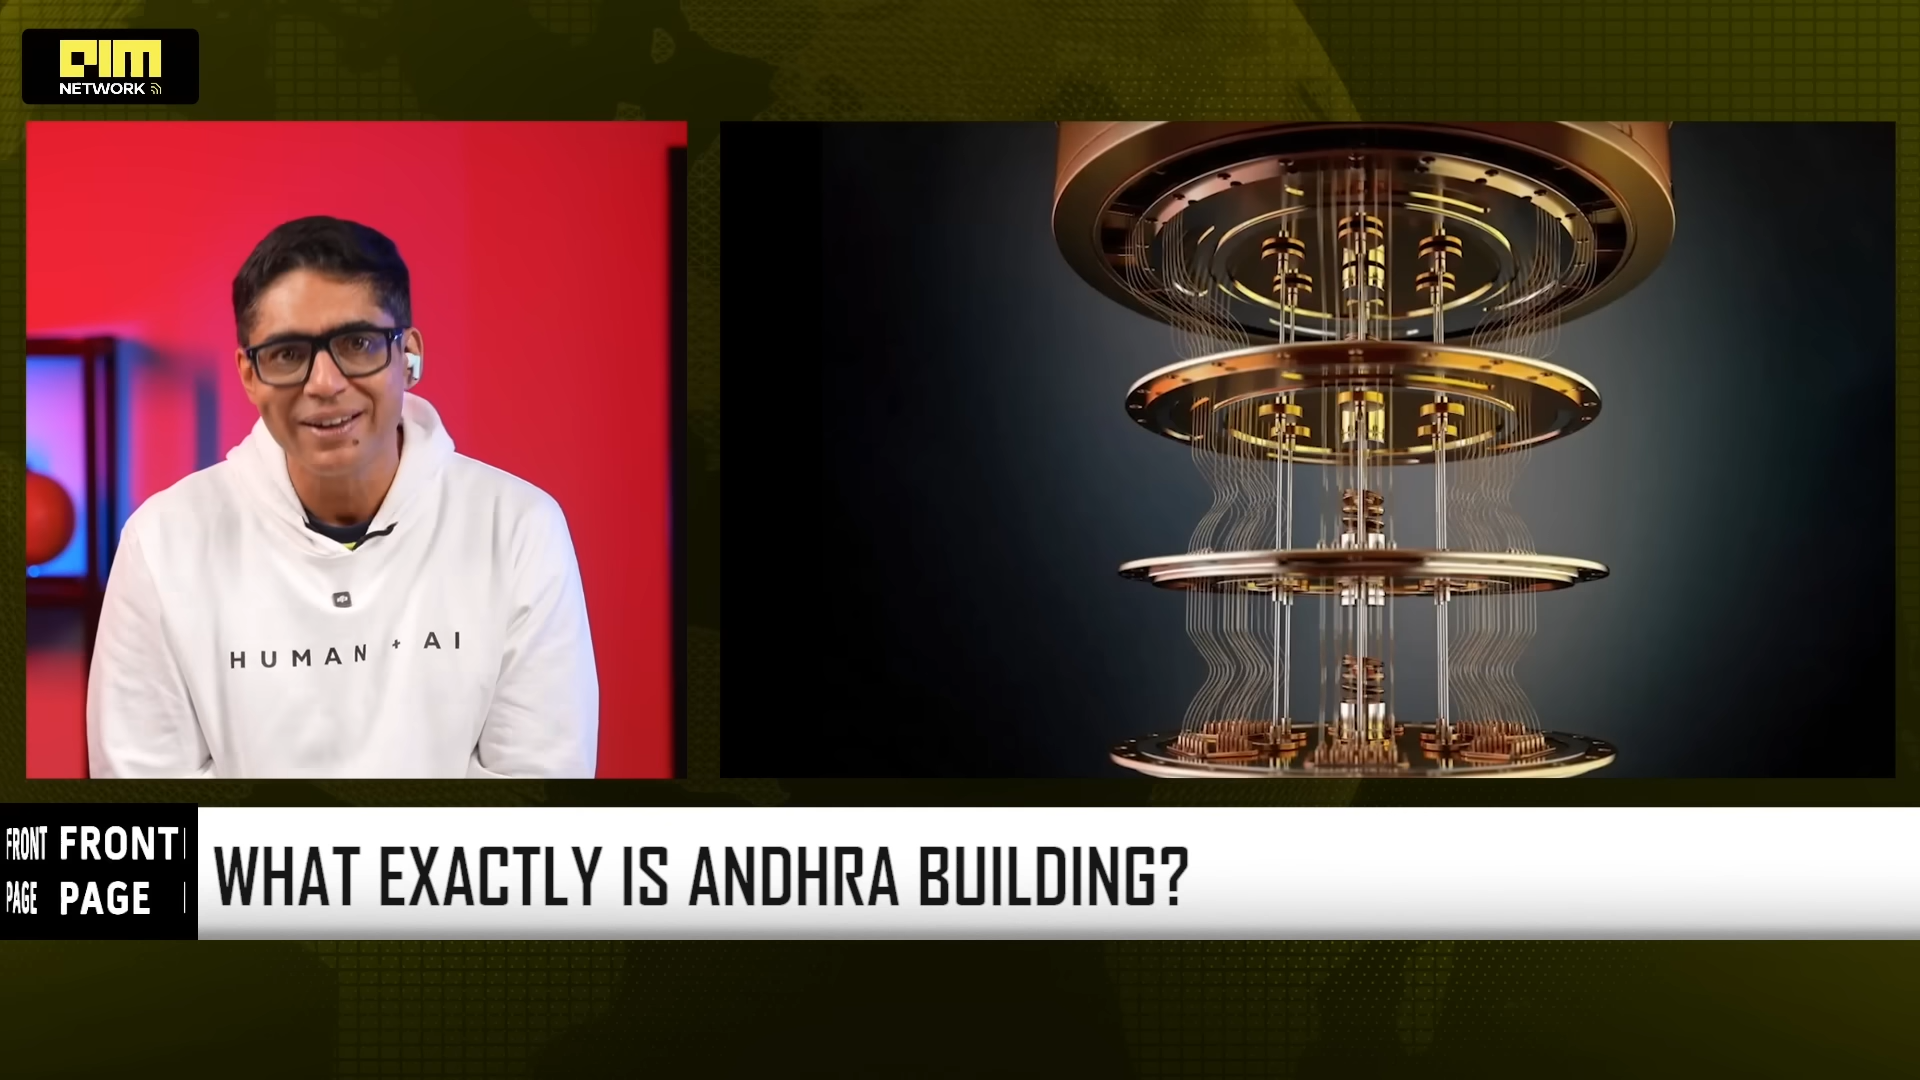 AIM
NETWORK
HUMAN + AI
FRONT FRONT
PAGE PAGE
WHAT EXACTLY IS ANDHRA BUILDING?